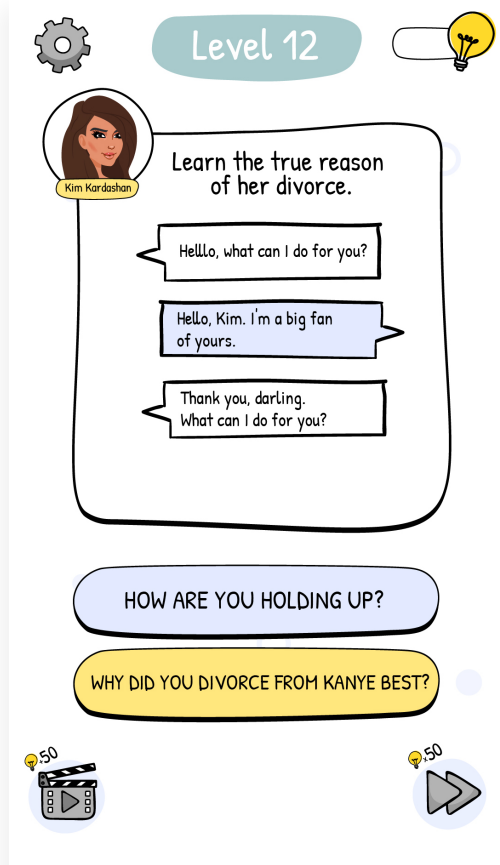 Level 12
Kim Kardashan
Learn the true reason
of her divorce.
Helllo, what can I do for you?
Hello, Kim. I'm a big fan
of yours.
Thank you, darling.
What can I do for you?
HOW ARE YOU HOLDING UP?
WHY DID YOU DIVORCE FROM KANYE BEST?
x50
x50